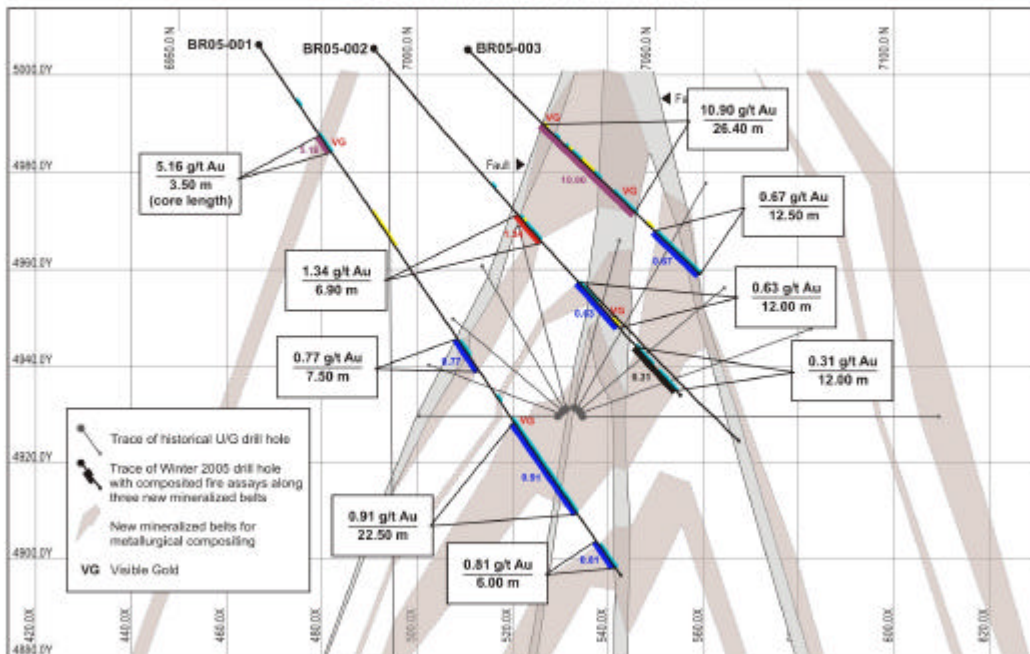 6950.0 N
7000.0 N
7050.0 N
7100.0 N
BR05-001
BR05-002
BR05-003
5000.0Y
VG
10.90 g/t Au
26.40 m
5.16
VG
5.16 g/t Au
3.50 m
(core length)
Fault
4980.0Y
10.90
VG
0.67 g/t Au
12.50 m
1.34
0.67
1.34 g/t Au
6.90 m
4960.0Y
0.63 g/t Au
12.00 m
0.63
VG
0.77 g/t Au
7.50 m
0.77
4940.0Y
0.31 g/t Au
12.00 m
0.31
Trace of historical U/G drill hole
Trace of Winter 2005 drill hole
with composited fire assays along
three new mineralized belts
New mineralized belts for
metallurgical compositing
VG Visible Gold
VG
4920.0Y
0.91
0.91 g/t Au
22.50 m
4900.0Y
0.81 g/t Au
6.00 m
0.81
4880.0Y
420.0X
440.0X
460.0X
480.0X
500.0X
520.0X
540.0X
560.0X
580.0X
600.0X
620.0X